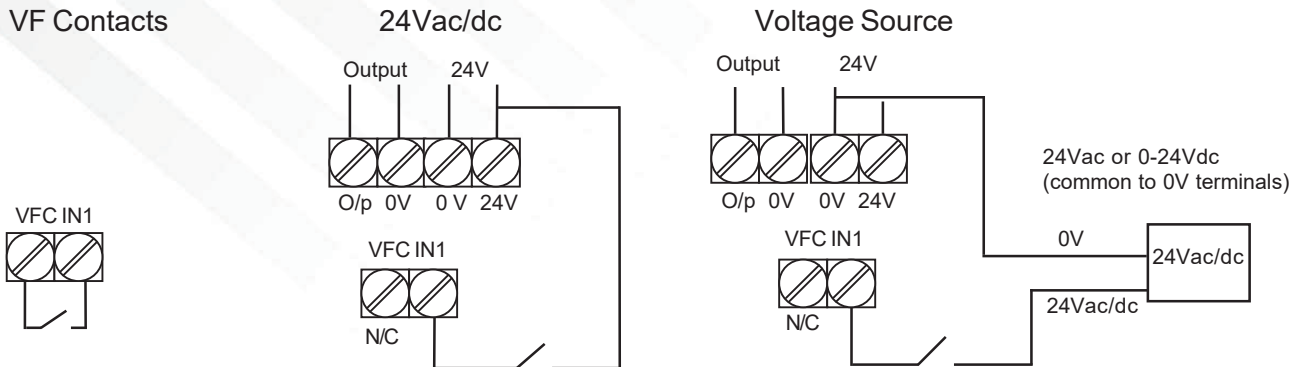 VF Contacts
24Vac/dc
Voltage Source
Output 24V
O/p 0V 0 V 24V
VFC IN1
N/C
VFC IN1
Output 24V
O/p 0V 0V 24V
VFC IN1
N/C
24Vac or 0-24Vdc
(common to 0V terminals)
0V
24Vac/dc
24Vac/dc